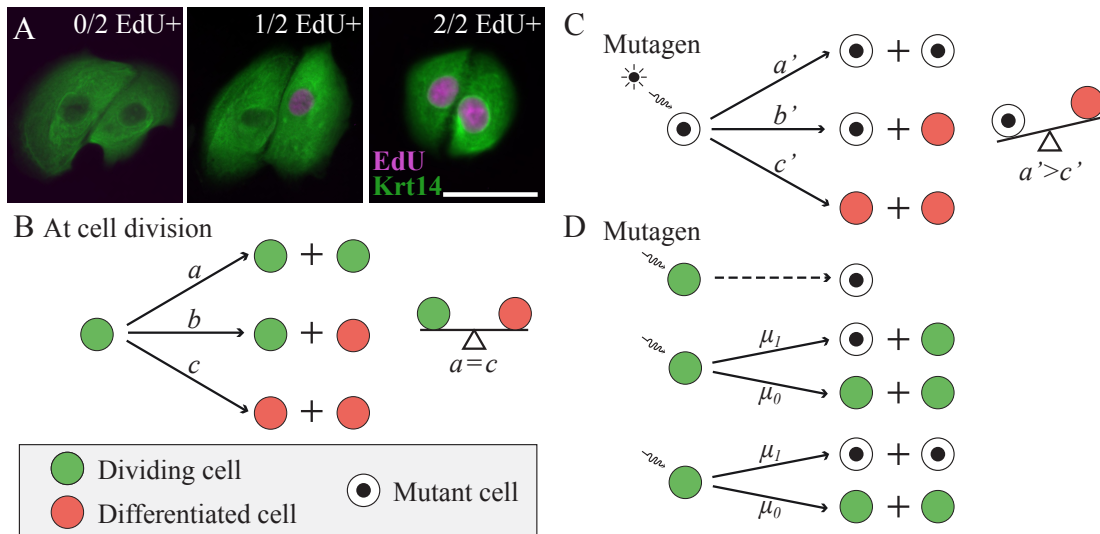 A
0/2 EdU+
1/2 EdU+
2/2 EdU+
EdU
Krt14
B At cell division
a
b
c
a=c
Dividing cell
Differentiated cell
Mutant cell
C
Mutagen
a'
b'
c'
a'>c'
D
Mutagen
μ1
μ0
μ1
μ0